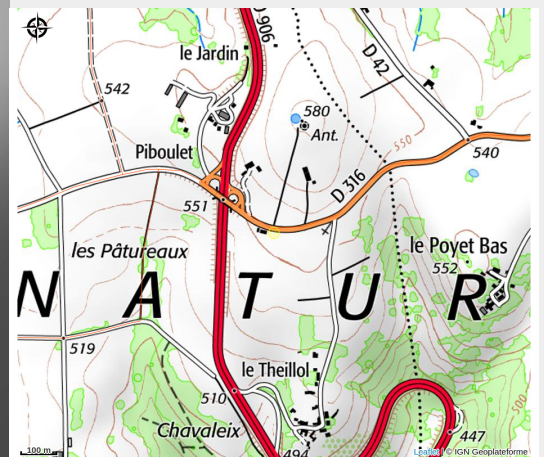 D 906
le Jardin
D 42
542
580
Ant.
550
Piboulet
540
D 316
551
les Pâtureaux
le Poyet Bas
552
N A T U R
519
le Theillol
510
500
Chavaleix
447
494
100 m
Leaflet | © IGN Geoplateforme